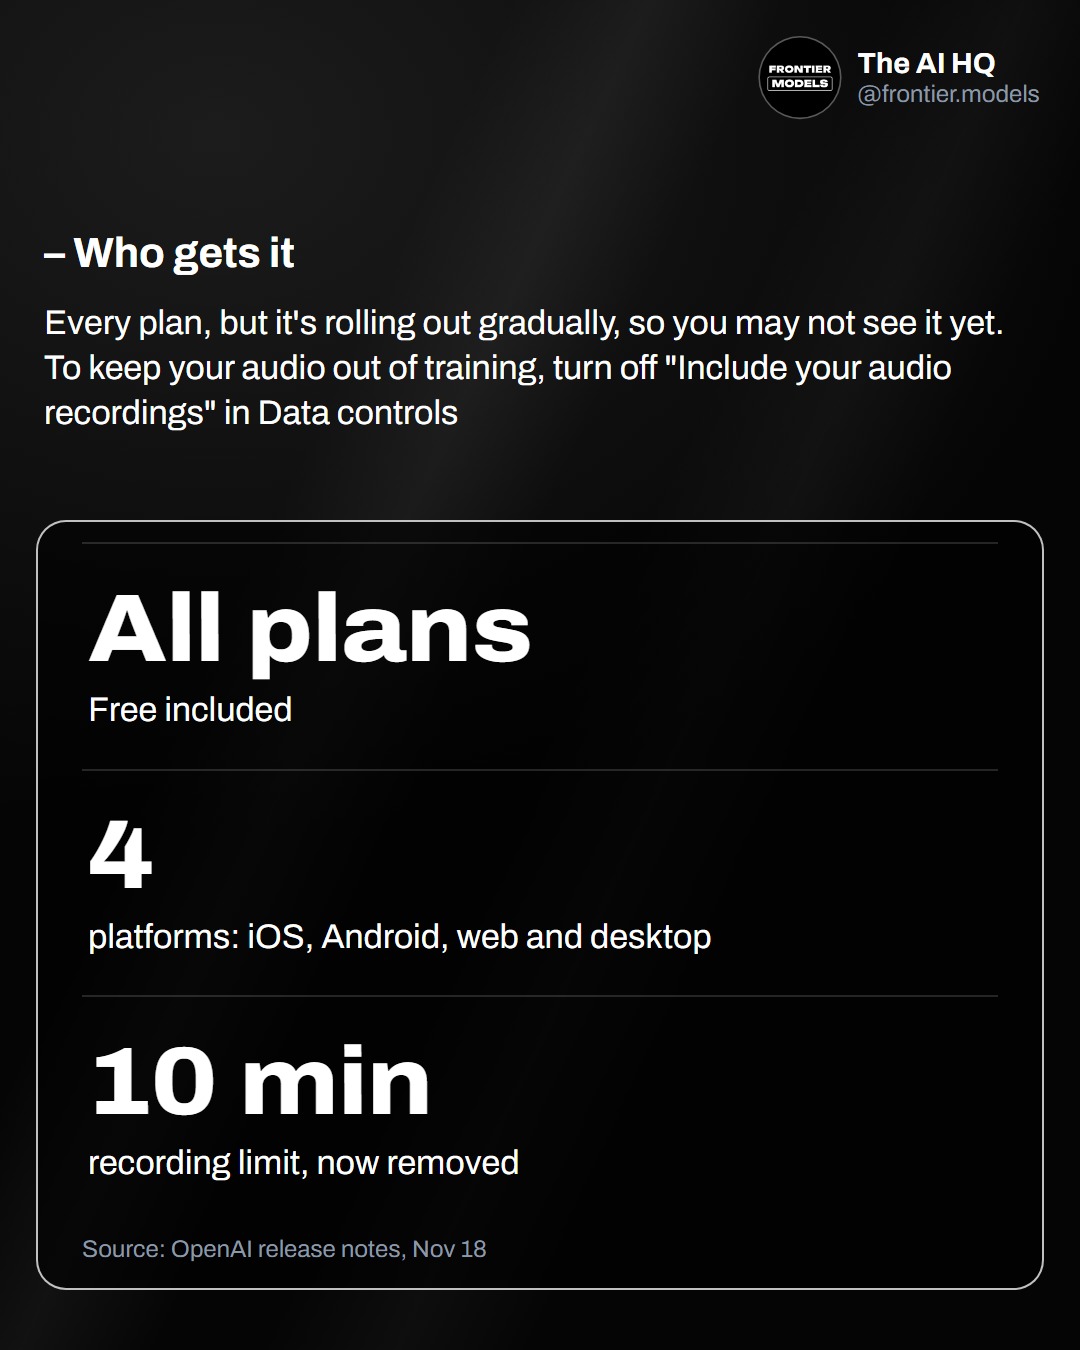 FRONTIER
MODELS
The AI HQ
@frontier.models
– Who gets it
Every plan, but it's rolling out gradually, so you may not see it yet.
To keep your audio out of training, turn off "Include your audio
recordings" in Data controls
All plans
Free included
4
platforms: iOS, Android, web and desktop
10 min
recording limit, now removed
Source: OpenAI release notes, Nov 18